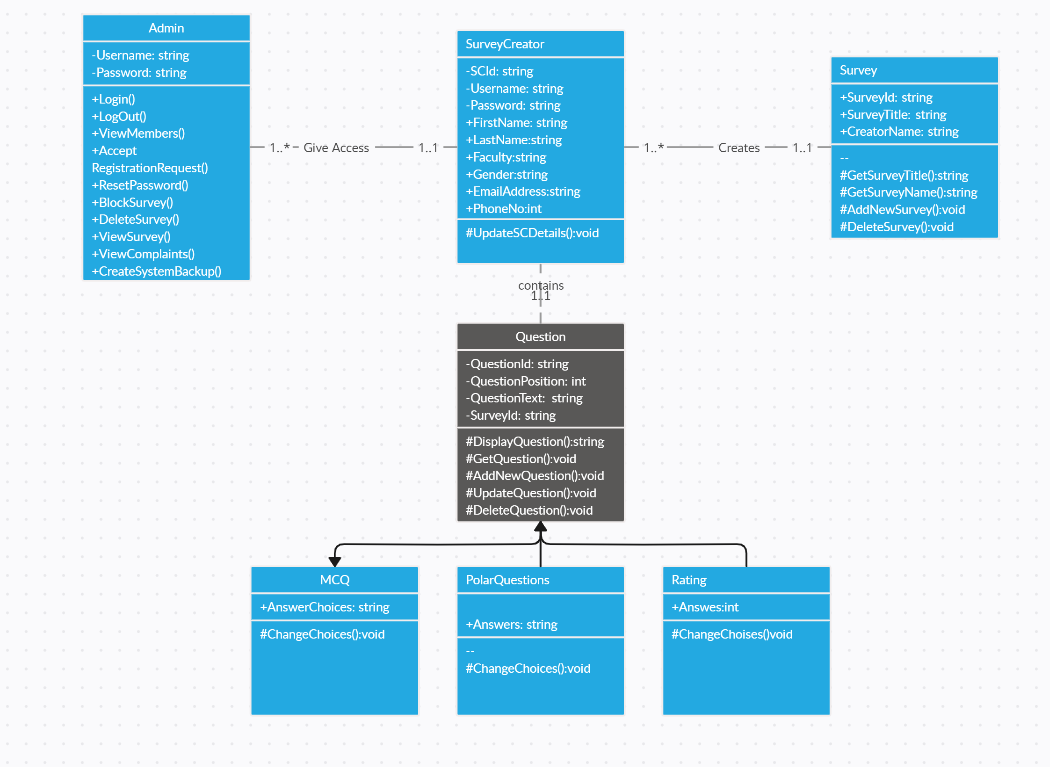 Admin
-Username: string
-Password: string
+Login()
+LogOut()
+ViewMembers()
+Accept
RegistrationRequest()
+ResetPassword()
+BlockSurvey()
+DeleteSurvey()
+ViewSurvey()
+ViewComplaints()
+CreateSystemBackup()
1..*
Give Access
1..1
SurveyCreator
-SCId: string
-Username: string
-Password: string
+FirstName: string
+LastName:string
+Faculty:string
+Gender:string
+EmailAddress:string
+PhoneNo:int
#UpdateSCDetails():void
1..*
Creates
1..1
Survey
+SurveyId: string
+SurveyTitle: string
+CreatorName: string
--
#GetSurveyTitle():string
#GetSurveyName():string
#AddNewSurvey():void
#DeleteSurvey():void
contains
1..1
Question
-QuestionId: string
-QuestionPosition: int
-QuestionText:  string
-SurveyId: string
#DisplayQuestion():string
#GetQuestion():void
#AddNewQuestion():void
#UpdateQuestion():void
#DeleteQuestion():void
MCQ
+AnswerChoices: string
#ChangeChoices():void
PolarQuestions
+Answers: string
--
#ChangeChoices():void
Rating
+Answes:int
#ChangeChoises()void